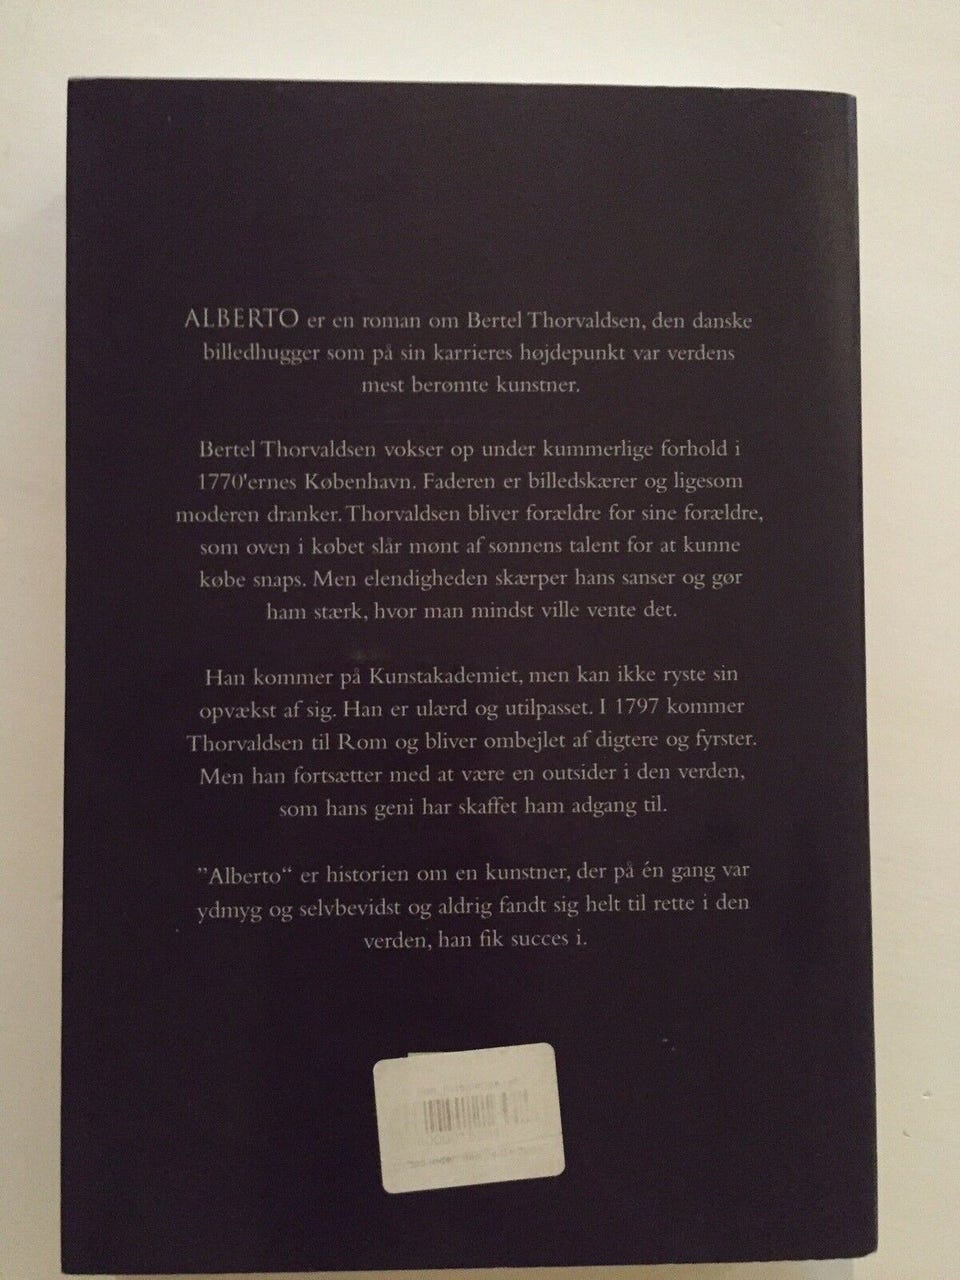 ALBERTO er en roman om Bertel Thorvaldsen, den danske
billedhugger som på sin karrieres højdepunkt var verdens
mest berømte kunstner.
Bertel Thorvaldsen vokser op under kummerlige forhold i
1770'ernes København. Faderen er billedskærer og ligesom
moderen dranker. Thorvaldsen bliver forældre for sine forældre,
som oven i købet slår mønt af sønnens talent for at kunne
købe snaps. Men elendigheden skærper hans sanser og gør
ham stærk, hvor man mindst ville vente det.
Han kommer på Kunstakademiet, men kan ikke ryste sin
opvækst af sig. Han er ulærd og utilpasset. I 1797 kommer
Thorvaldsen til Rom og bliver ombejlet af digtere og fyrster.
Men han fortsætter med at være en outsider i den verden,
som hans geni har skaffet ham adgang til.
”Alberto“ er historien om en kunstner, der på én gang var
ydmyg og selvbevidst og aldrig fandt sig helt til rette i den
verden, han fik succes i.